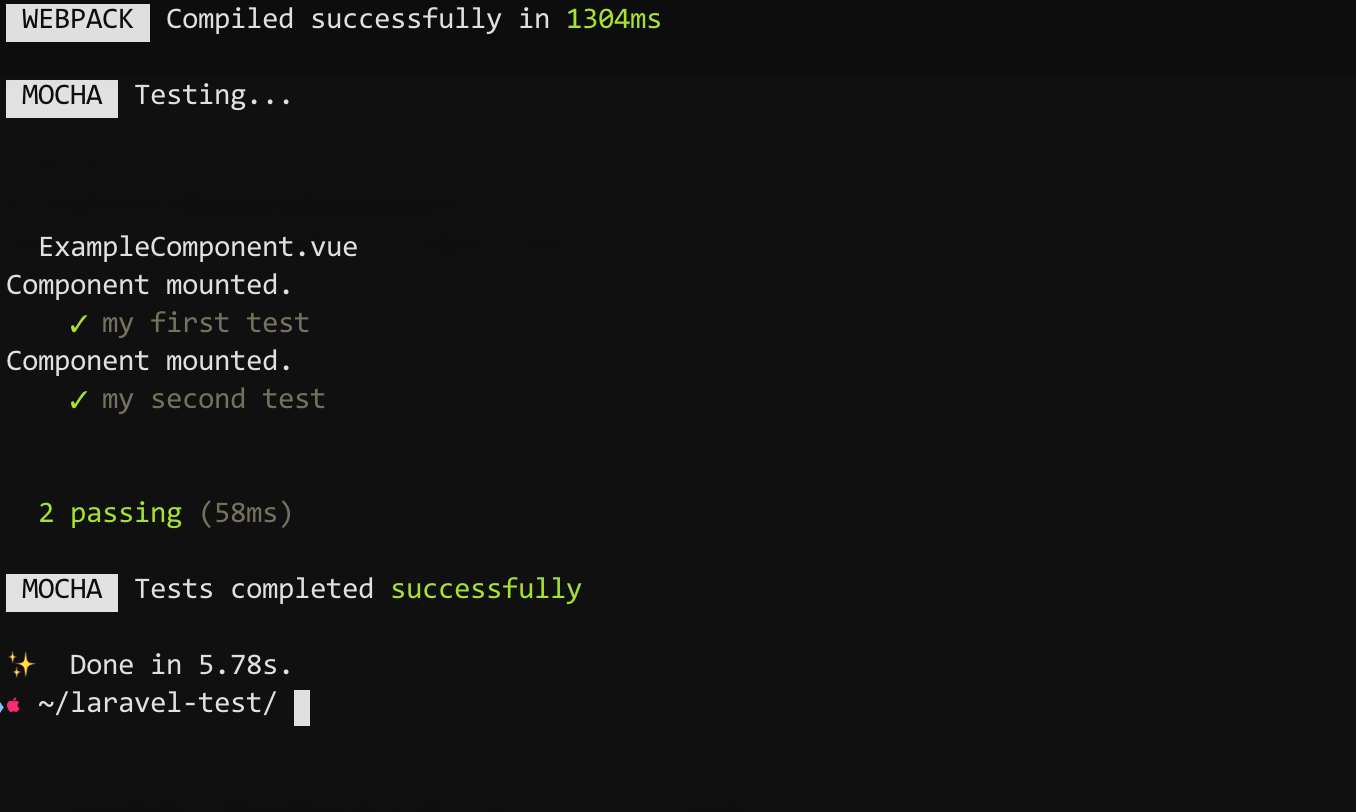 WEBPACK Compiled successfully in 1304ms
MOCHA Testing...
ExampleComponent.vue
Component mounted.
✓ my first test
Component mounted.
✓ my second test
2 passing (58ms)
MOCHA Tests completed successfully
✨ Done in 5.78s.
~/laravel-test/